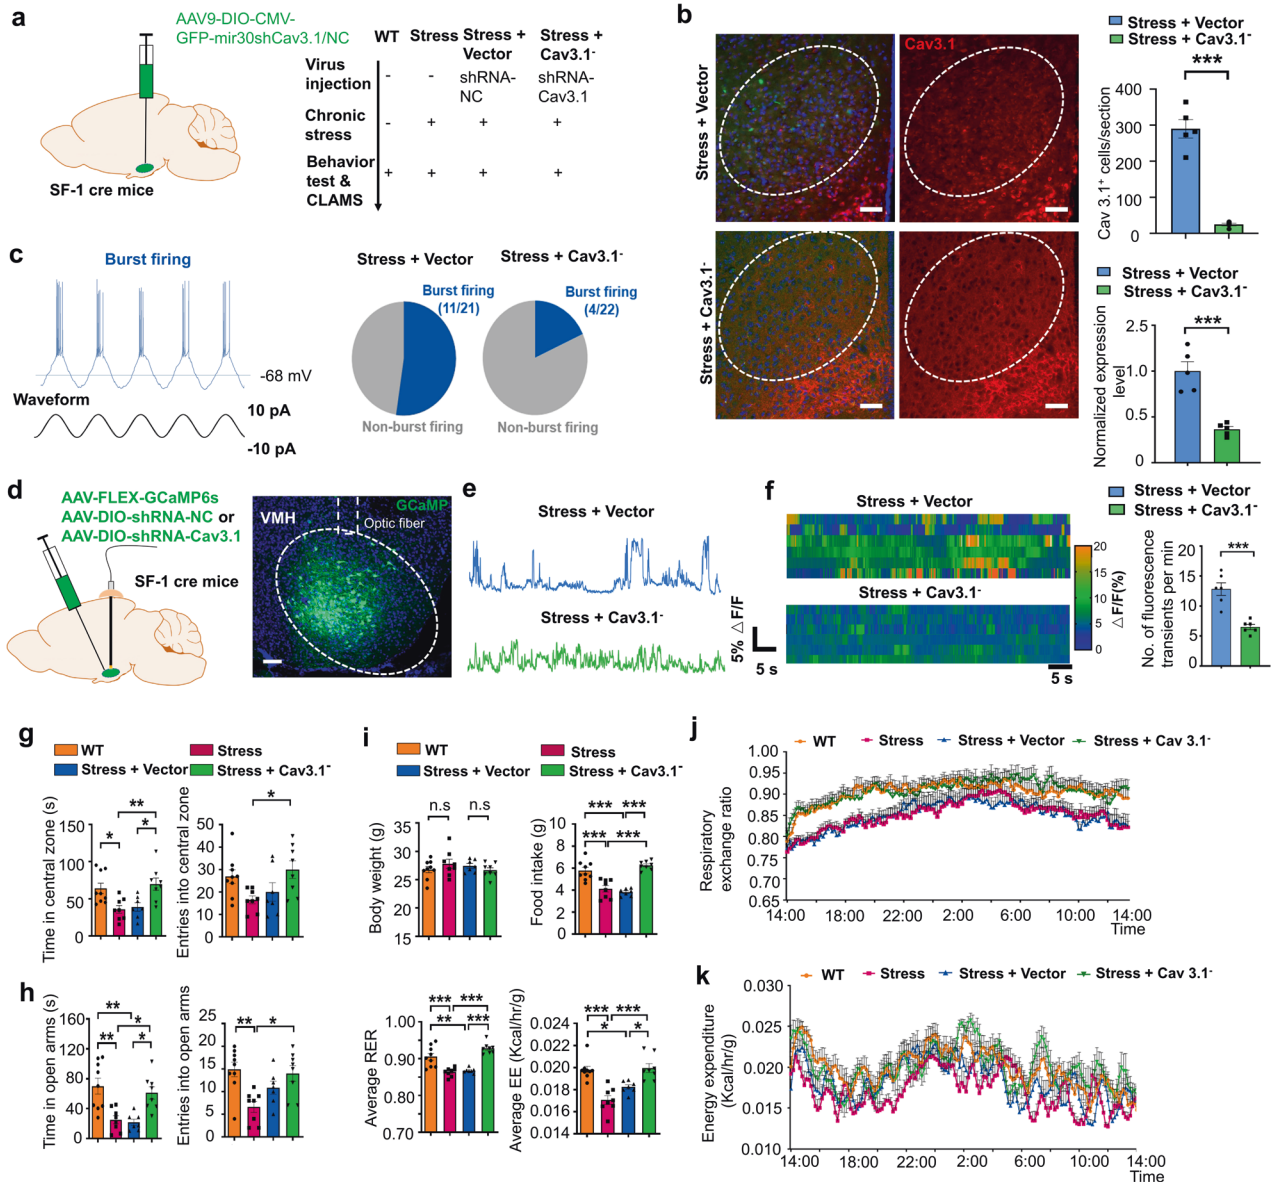 a
AAV9-DIO-CMV-
GFP-mir30shCav3.1/NC
SF-1 cre mice
WT Stress Stress + Stress +
Vector Cav3.1-
Virus
injection
- - shRNA- shRNA-
NC Cav3.1
Chronic
stress
- + + +
Behavior
test &
CLAMS
+ + + +
b
Stress + Vector
Cav3.1
Stress + Cav3.1-
Stress + Vector
Stress + Cav3.1-
***
Cav 3.1+ cells/section
400
300
200
100
0
Stress + Vector
Stress + Cav3.1-
***
Normalized expression
level
2.5
1.0
0.5
0
c
Burst firing
-68 mV
Waveform
10 pA
-10 pA
Stress + Vector
Burst firing
(11/21)
Non-burst firing
Stress + Cav3.1-
Burst firing
(4/22)
Non-burst firing
d
AAV-FLEX-GCaMP6s
AAV-DIO-shRNA-NC or
AAV-DIO-shRNA-Cav3.1
SF-1 cre mice
VMH
GCaMP
Optic fiber
e
Stress + Vector
Stress + Cav3.1-
5% △F/F
5 s
f
Stress + Vector
Stress + Cav3.1-
5 s
20
15
10
5
0
△F/F(%)
Stress + Vector
Stress + Cav3.1-
***
No. of fluorescence
transients per min
20
15
10
5
0
g
WT
Stress
Stress + Vector
Stress + Cav3.1-
Time in central zone (s)
150
100
50
0
*
**
*
Entries into central zone
50
40
30
20
10
0
*
h
Time in open arms (s)
160
120
80
40
0
**
**
*
*
Entries into open arms
25
20
15
10
5
0
**
*
i
WT
Stress
Stress + Vector
Stress + Cav3.1-
Body weight (g)
35
30
25
20
15
n.s
n.s
Food intake (g)
10
8
6
4
2
0
*** ***
*** ***
Average RER
1.00
0.90
0.80
0.70
*** ***
** ***
Average EE (Kcal/hr/g)
0.024
0.022
0.020
0.018
0.016
0.014
*** ***
* *
j
WT Stress Stress + Vector Stress + Cav 3.1-
Respiratory
exchange ratio
1.00
0.95
0.90
0.85
0.80
0.75
0.70
0.65
14:00 18:00 22:00 2:00 6:00 10:00 14:00
Time
k
WT Stress Stress + Vector Stress + Cav 3.1-
Energy expenditure
(Kcal/hr/g)
0.030
0.025
0.020
0.015
0.010
14:00 18:00 22:00 2:00 6:00 10:00 14:00
Time